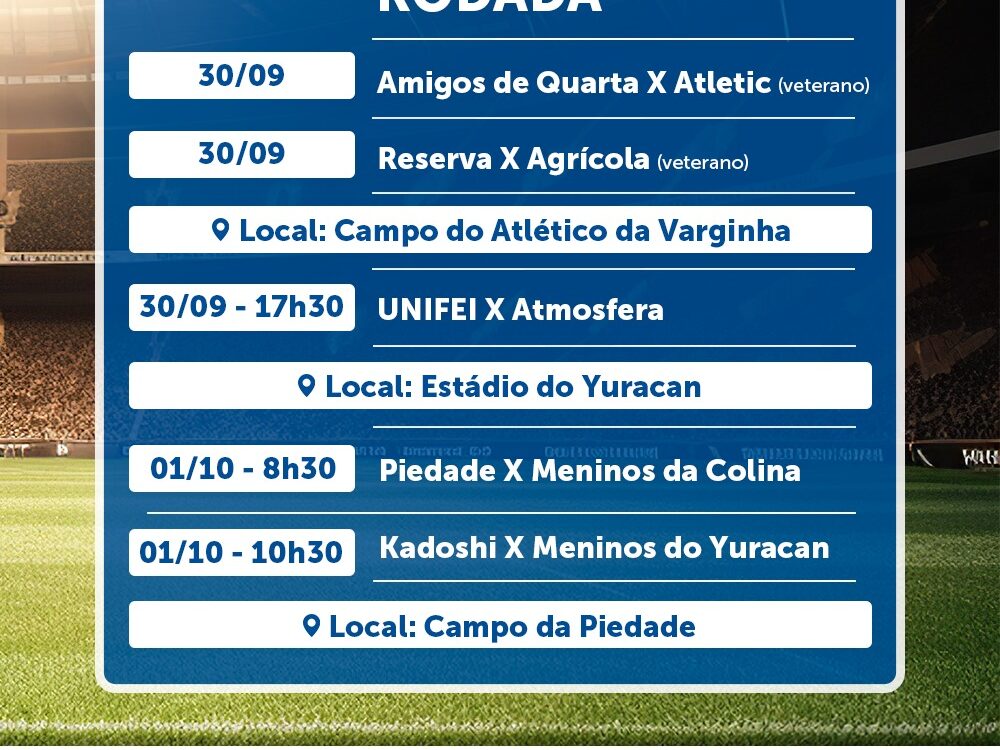 RODADA
30/09
Amigos de Quarta X Atletic (veterano)
30/09
Reserva X Agrícola (veterano)
Local: Campo do Atlético da Varginha
30/09 - 17h30
UNIFEI X Atmosfera
Local: Estádio do Yuracan
01/10 - 8h30
Piedade X Meninos da Colina
01/10 - 10h30
Kadoshi X Meninos do Yuracan
Local: Campo da Piedade